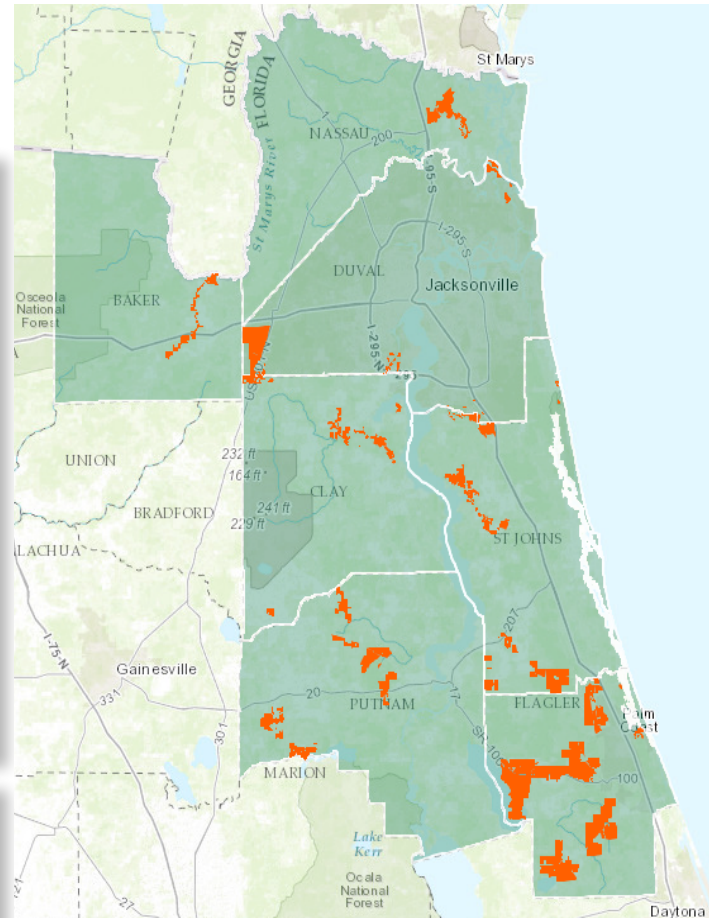 St Marys
GEORGIA
FLORIDA
NASSAU
1
200
I-95-S
St Marys River
I-295-S
DUVAL
Jacksonville
Osceola
National
Forest
BAKER
I-295-N
295
UNION
232 ft
164 ft
241 ft
229 ft
CLAY
BRADFORD
ST JOHNS
ALACHUA
207
I-75-N
Gainesville
331
301
20
17
PUTNAM
FLAGLER
Palm
Coast
SR-100
100
MARION
Lake
Kerr
Ocala
National
Forest
27
Daytona